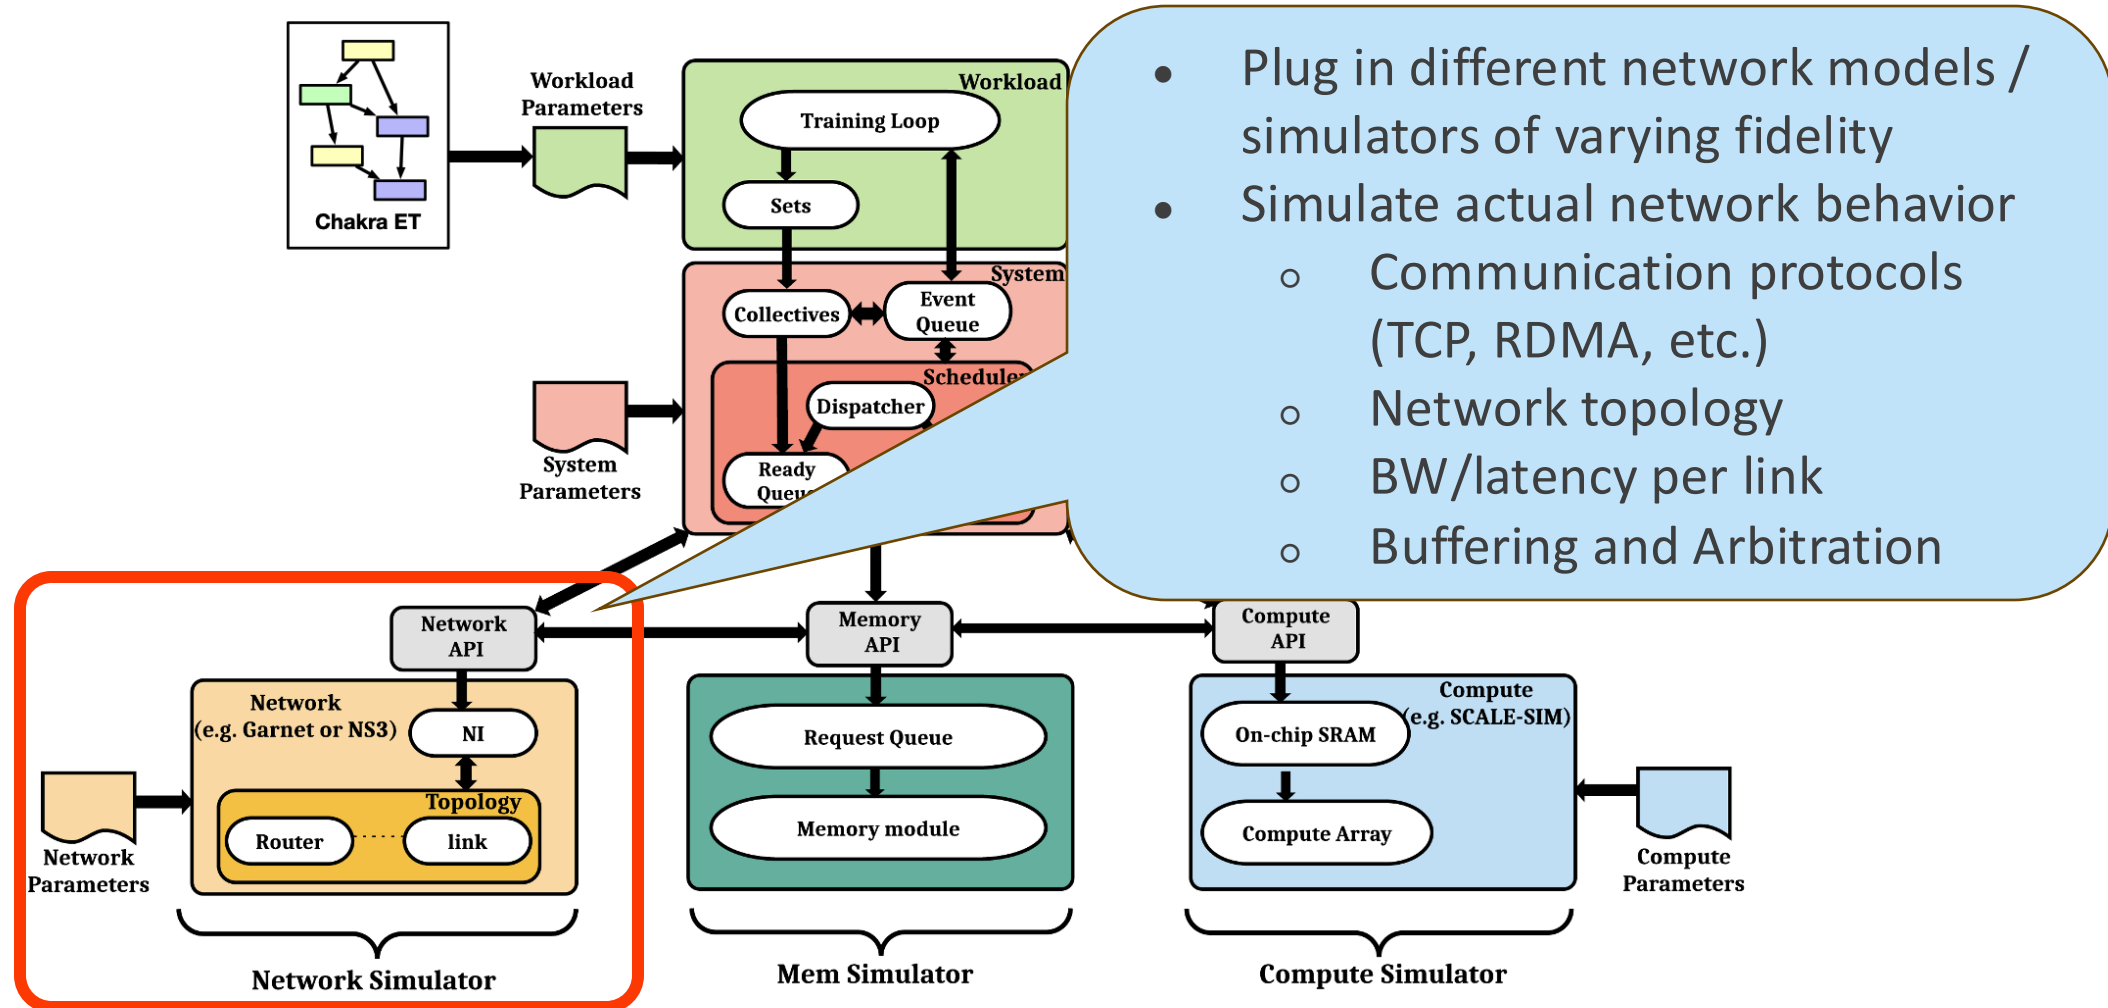 Chakra ET
Workload
Parameters
Workload
Training Loop
Sets
System
Collectives
Event
Queue
Scheduler
Dispatcher
Ready
Queue
System
Parameters
• Plug in different network models /
simulators of varying fidelity
• Simulate actual network behavior
○ Communication protocols
(TCP, RDMA, etc.)
○ Network topology
○ BW/latency per link
○ Buffering and Arbitration
Network
API
Memory
API
Compute
API
Network
(e.g. Garnet or NS3)
NI
Topology
Router
link
Network
Parameters
Request Queue
Memory module
Compute
(e.g. SCALE-SIM)
On-chip SRAM
Compute Array
Compute
Parameters
Network Simulator
Mem Simulator
Compute Simulator